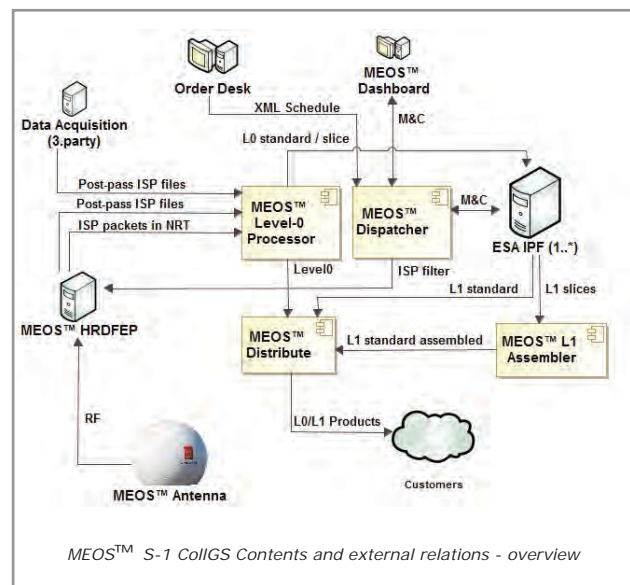 Order Desk
MEOS™
Dashboard
Data Acquisition
(3.party)
XML Schedule
M&C
L0 standard / slice
Post-pass ISP files
Post-pass ISP files
ISP packets in NRT
MEOS™
Level-0
Processor
MEOS™
Dispatcher
M&C
ESA IPF (1..*)
Level0
ISP filter
L1 standard
L1 slices
MEOS™ HRDFEP
MEOS™
Distribute
L1 standard assembled
MEOS™ L1
Assembler
RF
L0/L1 Products
MEOS™ Antenna
Customers
MEOS™ S-1 CollGS Contents and external relations - overview